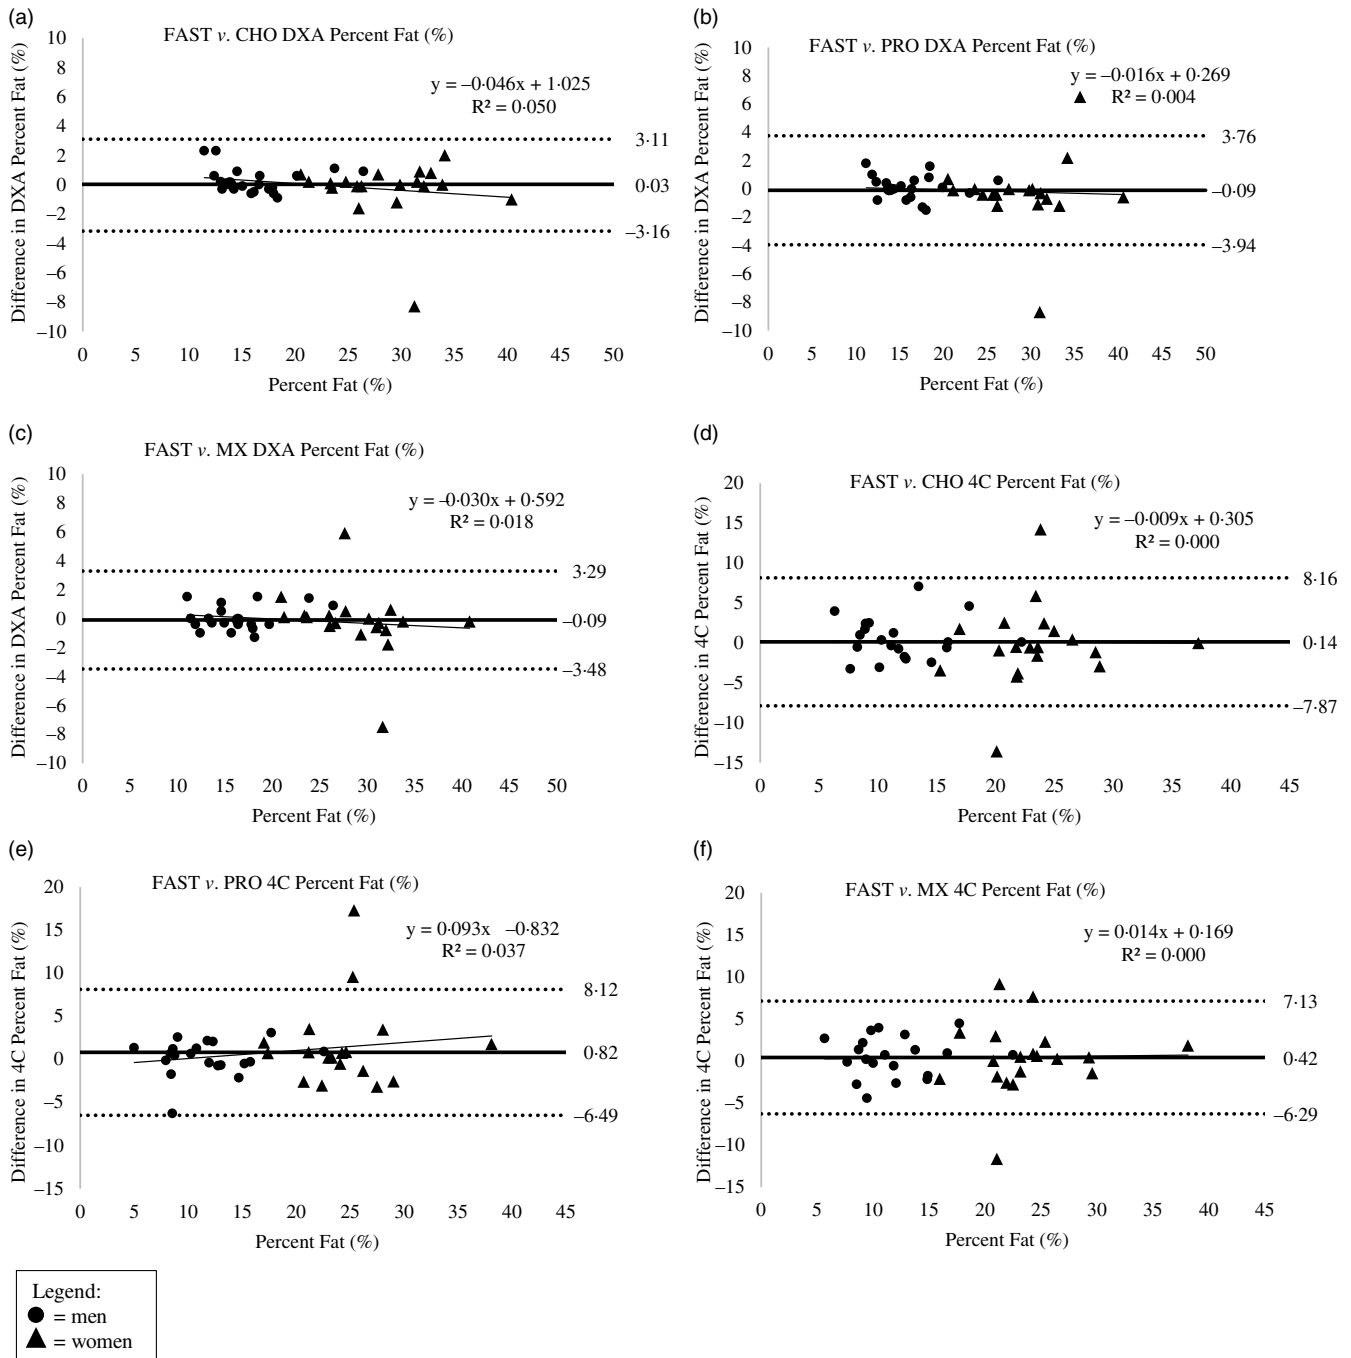 (a)
FAST v. CHO DXA Percent Fat (%)
y = –0·046x + 1·025
R² = 0·050
Difference in DXA Percent Fat (%)
10
8
6
4
2
0
–2
–4
–6
–8
–10
3·11
0·03
–3·16
0 5 10 15 20 25 30 35 40 45 50
Percent Fat (%)
(b)
FAST v. PRO DXA Percent Fat (%)
y = –0·016x + 0·269
R² = 0·004
Difference in DXA Percent Fat (%)
10
8
6
4
2
0
–2
–4
–6
–8
–10
3·76
–0·09
–3·94
0 5 10 15 20 25 30 35 40 45 50
Percent Fat (%)
(c)
FAST v. MX DXA Percent Fat (%)
y = –0·030x + 0·592
R² = 0·018
Difference in DXA Percent Fat (%)
10
8
6
4
2
0
–2
–4
–6
–8
–10
3·29
–0·09
–3·48
0 5 10 15 20 25 30 35 40 45 50
Percent Fat (%)
(d)
FAST v. CHO 4C Percent Fat (%)
y = –0·009x + 0·305
R² = 0·000
Difference in 4C Percent Fat (%)
20
15
10
5
0
–5
–10
–15
8·16
0·14
–7·87
0 5 10 15 20 25 30 35 40 45
Percent Fat (%)
(e)
FAST v. PRO 4C Percent Fat (%)
y = 0·093x –0·832
R² = 0·037
Difference in 4C Percent Fat (%)
20
15
10
5
0
–5
–10
–15
8·12
0·82
–6·49
0 5 10 15 20 25 30 35 40 45
Percent Fat (%)
(f)
FAST v. MX 4C Percent Fat (%)
y = 0·014x + 0·169
R² = 0·000
Difference in 4C Percent Fat (%)
20
15
10
5
0
–5
–10
–15
7·13
0·42
–6·29
0 5 10 15 20 25 30 35 40 45
Percent Fat (%)
Legend:
= men
= women